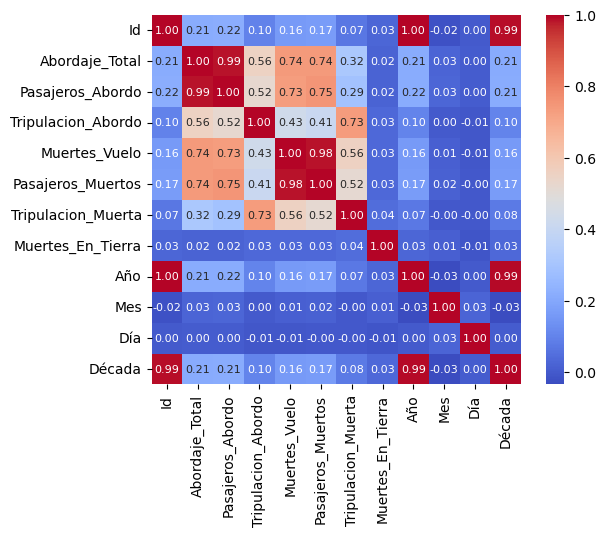 Id 1.00 0.21 0.22 0.10 0.16 0.17 0.07 0.03 1.00 -0.02 0.00 0.99
Abordaje_Total 0.21 1.00 0.99 0.56 0.74 0.74 0.32 0.02 0.21 0.03 0.00 0.21
Pasajeros_Abordo 0.22 0.99 1.00 0.52 0.73 0.75 0.29 0.02 0.22 0.03 0.00 0.21
Tripulacion_Abordo 0.10 0.56 0.52 1.00 0.43 0.41 0.73 0.03 0.10 0.00 -0.01 0.10
Muertes_Vuelo 0.16 0.74 0.73 0.43 1.00 0.98 0.56 0.03 0.16 0.01 -0.01 0.16
Pasajeros_Muertos 0.17 0.74 0.75 0.41 0.98 1.00 0.52 0.03 0.17 0.02 -0.00 0.17
Tripulacion_Muerta 0.07 0.32 0.29 0.73 0.56 0.52 1.00 0.04 0.07 -0.00 -0.00 0.08
Muertes_En_Tierra 0.03 0.02 0.02 0.03 0.03 0.03 0.04 1.00 0.03 0.01 -0.01 0.03
Año 1.00 0.21 0.22 0.10 0.16 0.17 0.07 0.03 1.00 -0.03 0.00 0.99
Mes -0.02 0.03 0.03 0.00 0.01 0.02 -0.00 0.01 -0.03 1.00 0.03 -0.03
Día 0.00 0.00 0.00 -0.01 -0.01 -0.00 -0.00 -0.01 0.00 0.03 1.00 0.00
Década 0.99 0.21 0.21 0.10 0.16 0.17 0.08 0.03 0.99 -0.03 0.00 1.00
Id
Abordaje_Total
Pasajeros_Abordo
Tripulacion_Abordo
Muertes_Vuelo
Pasajeros_Muertos
Tripulacion_Muerta
Muertes_En_Tierra
Año
Mes
Día
Década
1.0
0.8
0.6
0.4
0.2
0.0